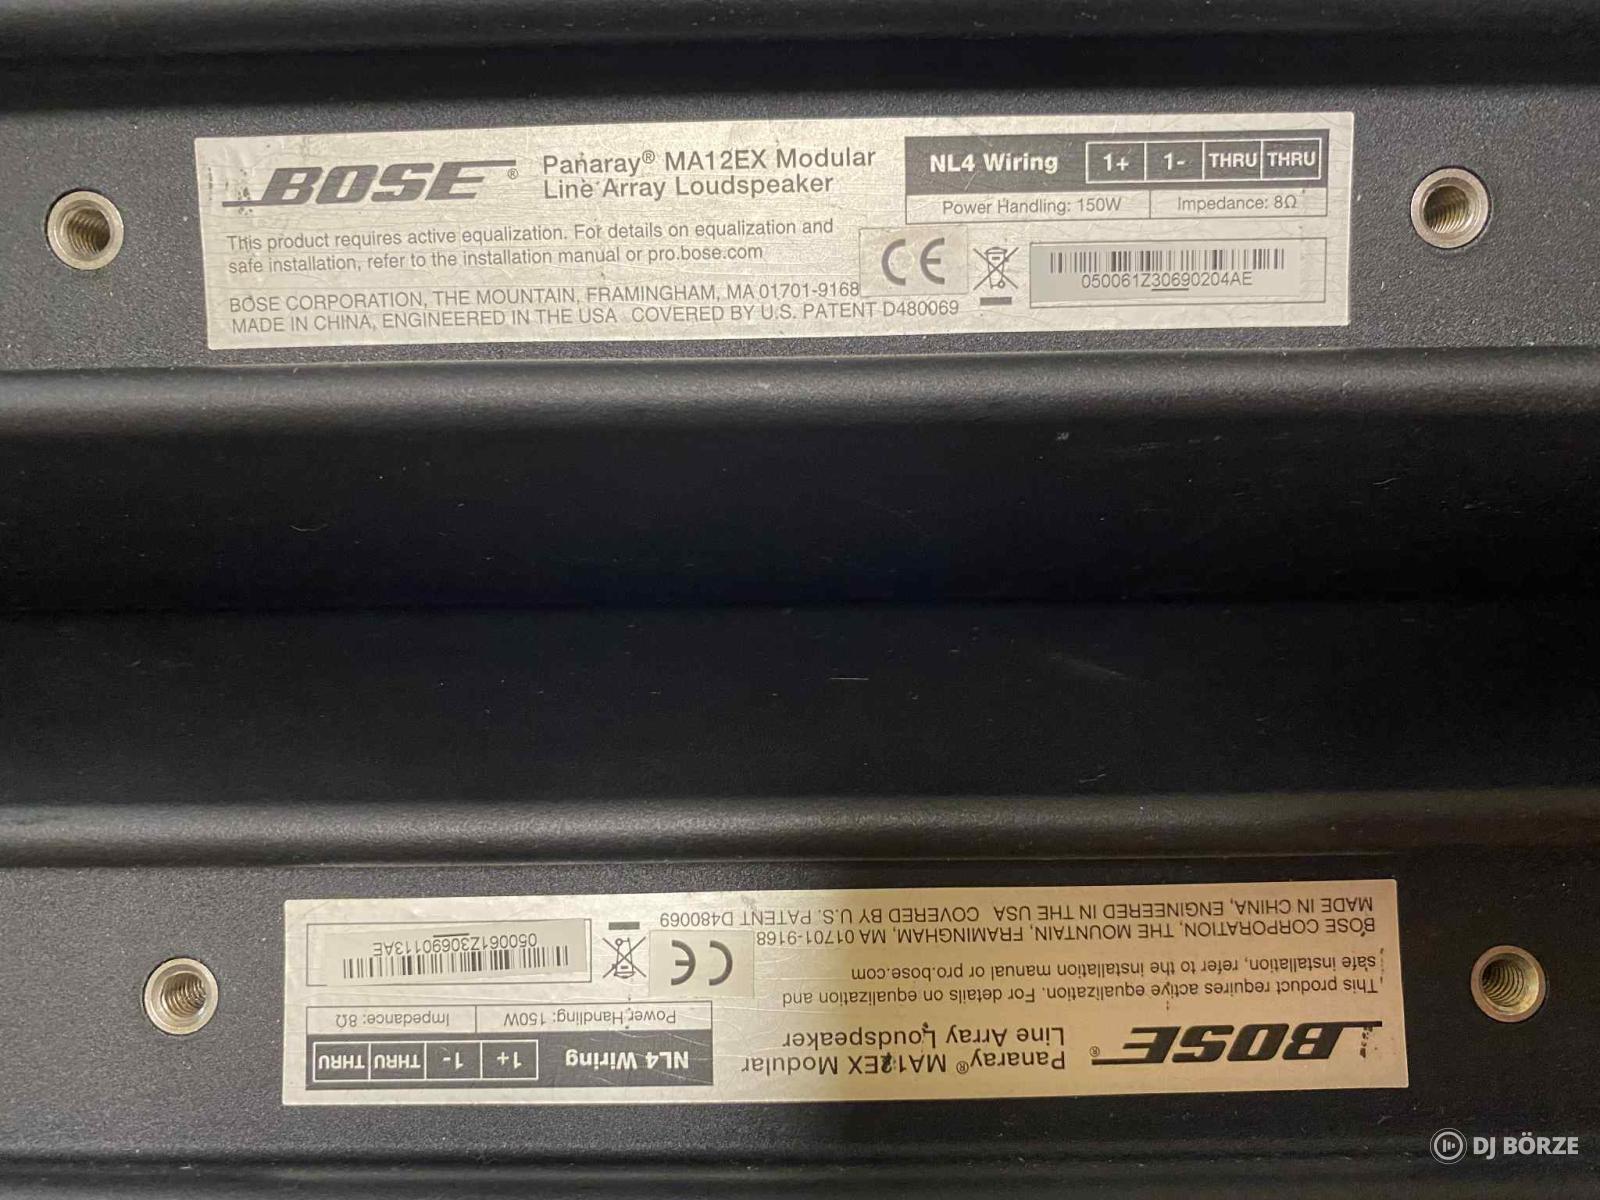 BOSE®
Panaray® MA12EX Modular
Line Array Loudspeaker
NL4 Wiring 1+ 1- THRU THRU
Power Handling: 150W Impedance: 8Ω
This product requires active equalization. For details on equalization and
safe installation, refer to the installation manual or pro.bose.com
CE
050061Z30690204AE
BOSE CORPORATION, THE MOUNTAIN, FRAMINGHAM, MA 01701-9168
MADE IN CHINA, ENGINEERED IN THE USA COVERED BY U.S. PATENT D480069
BOSE®
Panaray® MA12EX Modular
Line Array Loudspeaker
NL4 Wiring 1+ 1- THRU THRU
Power Handling: 150W Impedance: 8Ω
This product requires active equalization. For details on equalization and
safe installation, refer to the installation manual or pro.bose.com
CE
050061Z30690113AE
BOSE CORPORATION, THE MOUNTAIN, FRAMINGHAM, MA 01701-9168
MADE IN CHINA, ENGINEERED IN THE USA COVERED BY U.S. PATENT D480069
DJ BÖRZE